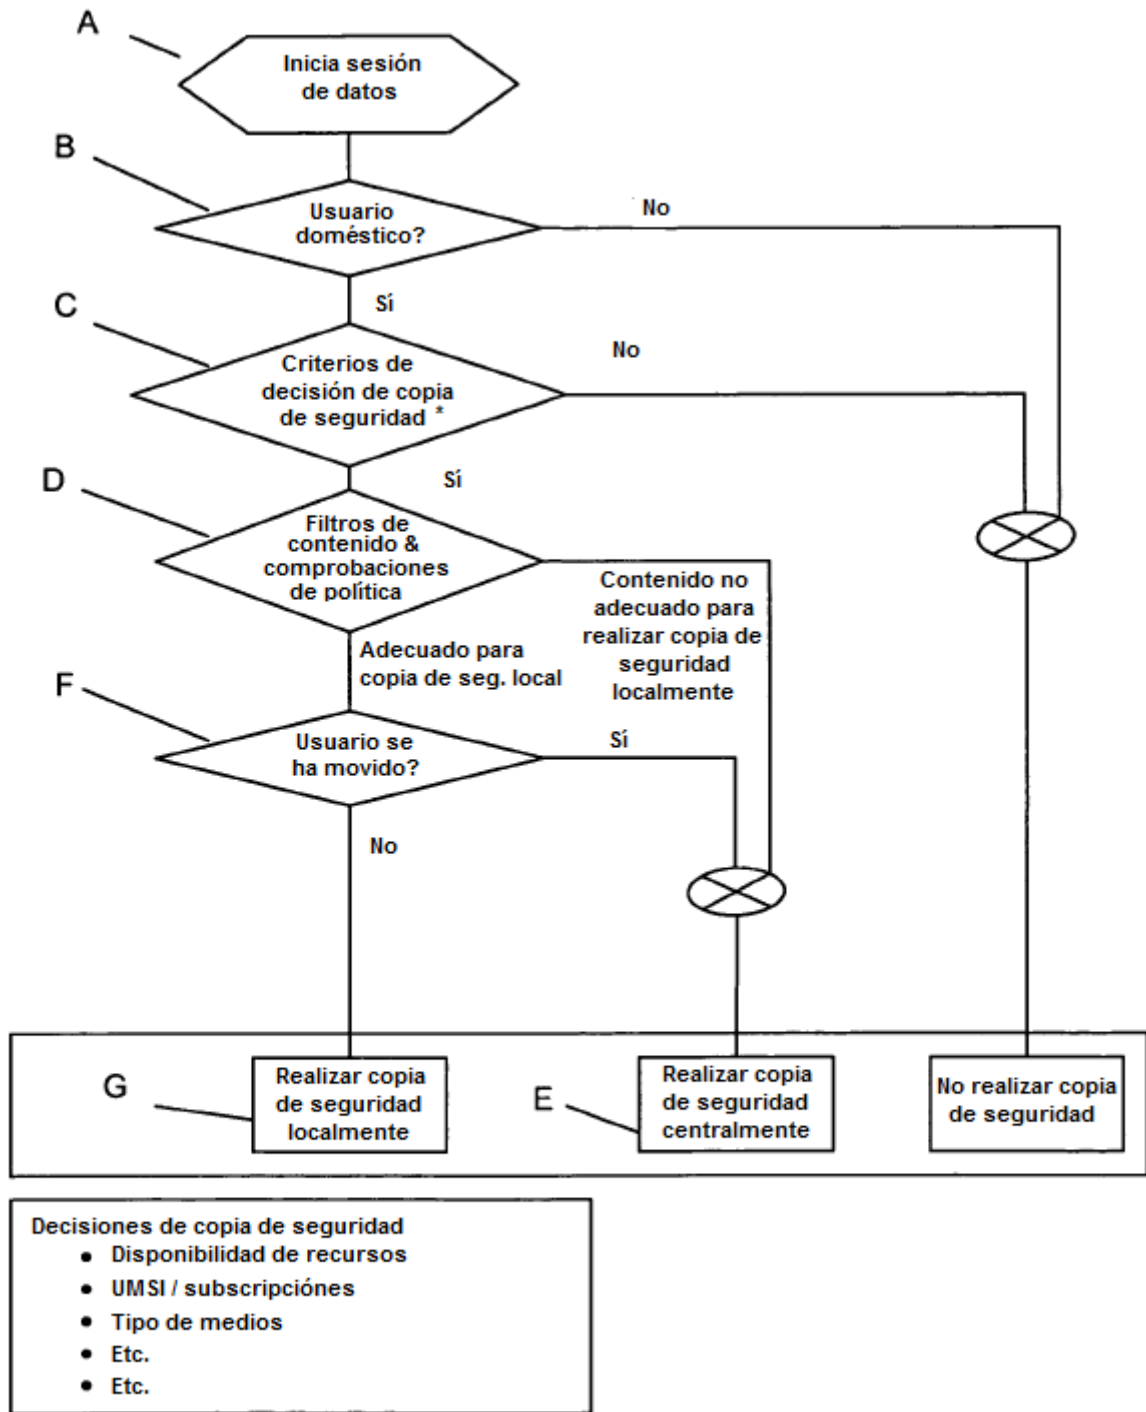 A
Inicia sesión
de datos
B
Usuario
doméstico?
No
Sí
C
Criterios de
decisión de copia
de seguridad *
No
Sí
D
Filtros de
contenido &
comprobaciones
de política
Contenido no
adecuado para
realizar copia de
seguridad
localmente
Adecuado para
copia de seg. local
F
Usuario se
ha movido?
Sí
No
G
Realizar copia
de seguridad
localmente
E
Realizar copia
de seguridad
centralmente
No realizar copia
de seguridad
Decisiones de copia de seguridad
• Disponibilidad de recursos
• UMSI / subscripciónes
• Tipo de medios
• Etc.
• Etc.